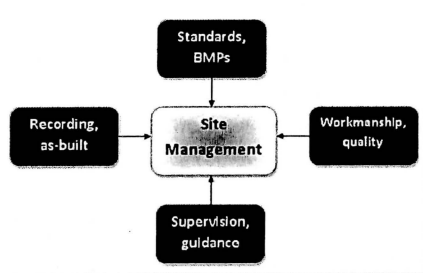 Standards,
BMPs
Recording,
as-built
Site
Management
Workmanship,
quality
Supervision,
guidance